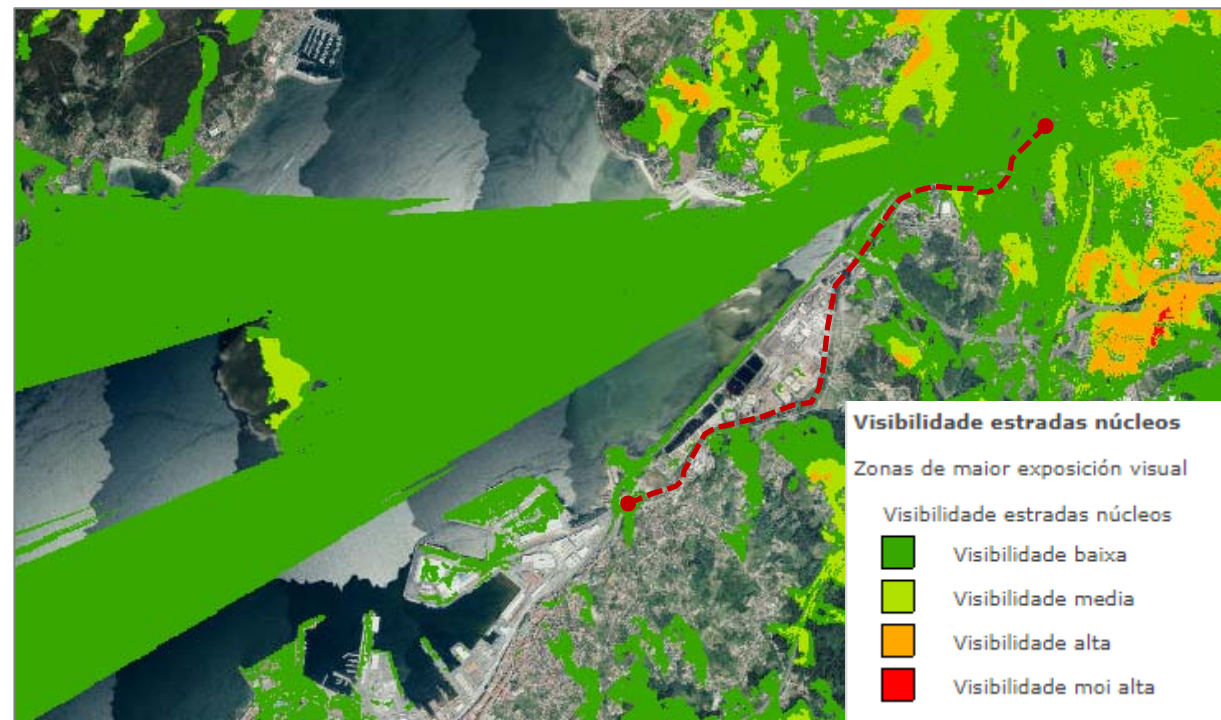 Visibilidade estradas núcleos
Zonas de maior exposición visual
Visibilidade estradas núcleos
Visibilidade baixa
Visibilidade media
Visibilidade alta
Visibilidade moi alta